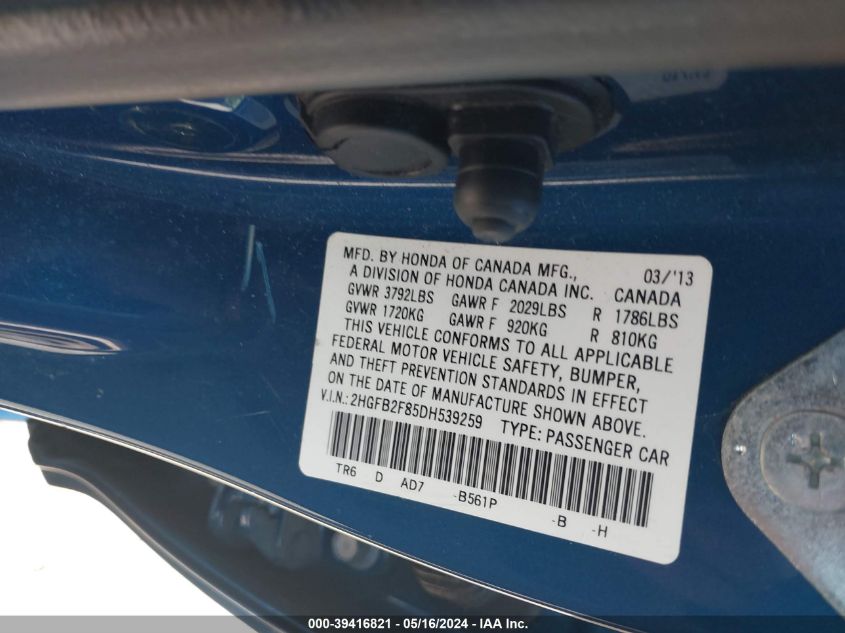 MFD. BY HONDA OF CANADA MFG., 03/'13
A DIVISION OF HONDA CANADA INC. CANADA
GVWR 3792LBS GAWR F 2029LBS R 1786LBS
GVWR 1720KG GAWR F 920KG R 810KG
THIS VEHICLE CONFORMS TO ALL APPLICABLE
FEDERAL MOTOR VEHICLE SAFETY, BUMPER,
AND THEFT PREVENTION STANDARDS IN EFFECT
ON THE DATE OF MANUFACTURE SHOWN ABOVE.
V.I.N.: 2HGFB2F85DH539259 TYPE: PASSENGER CAR
TR6 D AD7 -B561P -B -H
000-39416821 - 05/16/2024 - IAA Inc.